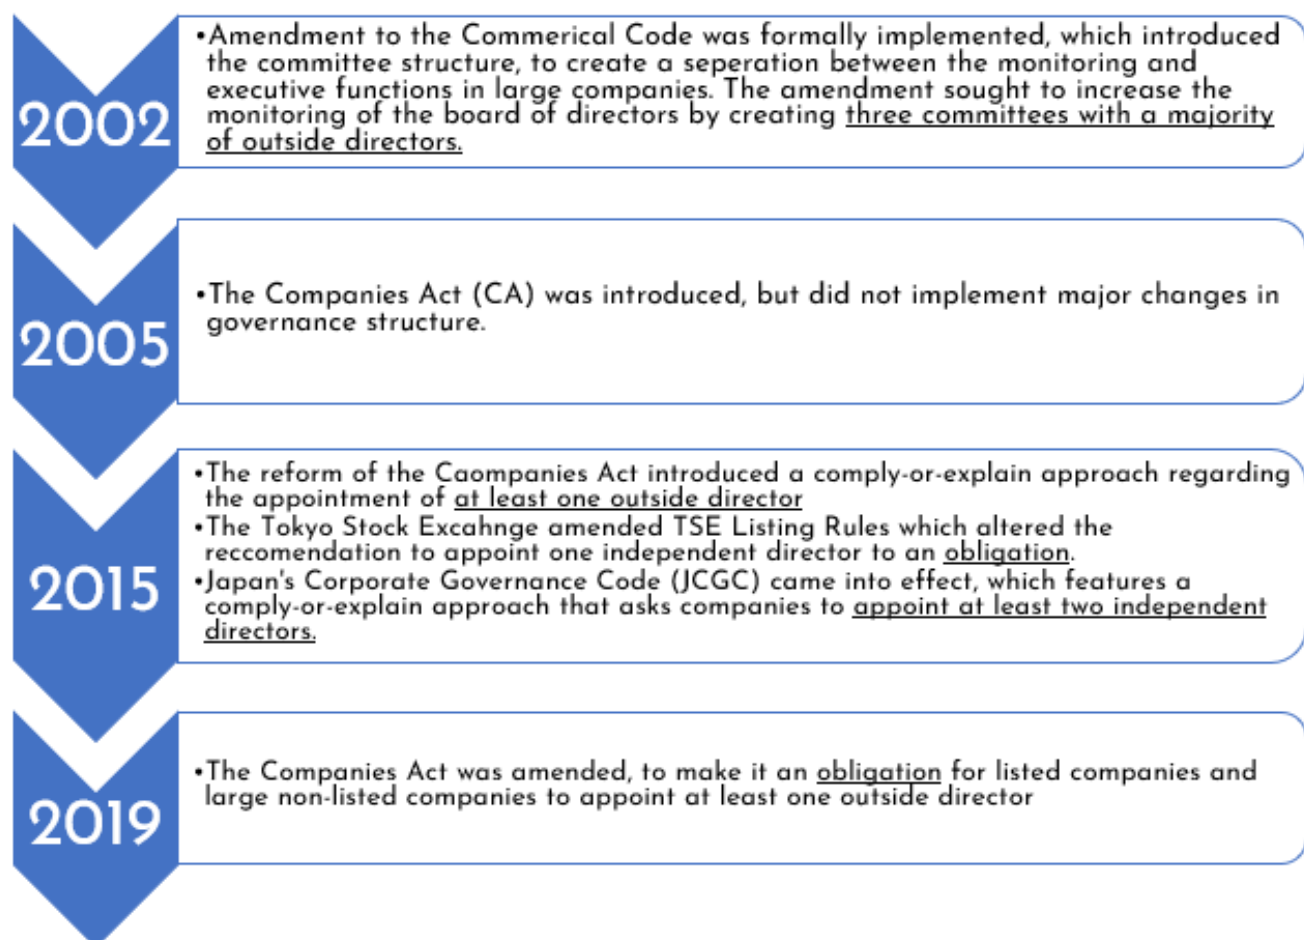 2002
•Amendment to the Commerical Code was formally implemented, which introduced
the committee structure, to create a seperation between the monitoring and
executive functions in large companies. The amendment sought to increase the
monitoring of the board of directors by creating three committees with a majority
of outside directors.
2005
•The Companies Act (CA) was introduced, but did not implement major changes in
governance structure.
2015
•The reform of the Caompanies Act introduced a comply-or-explain approach regarding
the appointment of at least one outside director
•The Tokyo Stock Excahnge amended TSE Listing Rules which altered the
reccomendation to appoint one independent director to an obligation.
•Japan's Corporate Governance Code (JCGC) came into effect, which features a
comply-or-explain approach that asks companies to appoint at least two independent
directors.
2019
•The Companies Act was amended, to make it an obligation for listed companies and
large non-listed companies to appoint at least one outside director